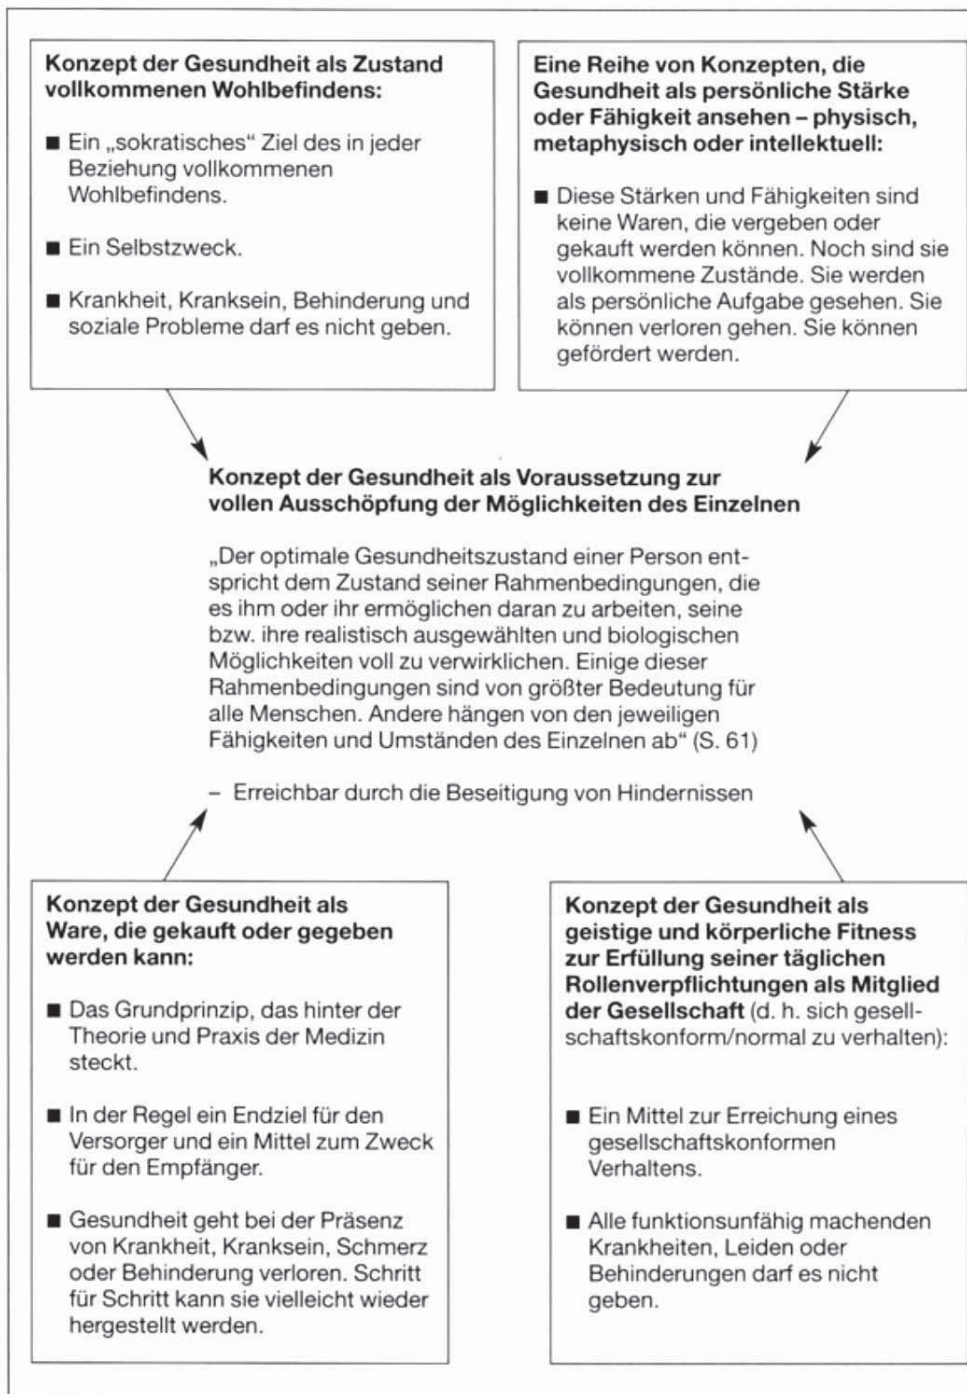 Konzept der Gesundheit als Zustand
vollkommenen Wohlbefindens:
■ Ein „sokratisches“ Ziel des in jeder
Beziehung vollkommenen
Wohlbefindens.
■ Ein Selbstzweck.
■ Krankheit, Kranksein, Behinderung und
soziale Probleme darf es nicht geben.
Eine Reihe von Konzepten, die
Gesundheit als persönliche Stärke
oder Fähigkeit ansehen – physisch,
metaphysisch oder intellektuell:
■ Diese Stärken und Fähigkeiten sind
keine Waren, die vergeben oder
gekauft werden können. Noch sind sie
vollkommene Zustände. Sie werden
als persönliche Aufgabe gesehen. Sie
können verloren gehen. Sie können
gefördert werden.
Konzept der Gesundheit als Voraussetzung zur
vollen Ausschöpfung der Möglichkeiten des Einzelnen
„Der optimale Gesundheitszustand einer Person ent-
spricht dem Zustand seiner Rahmenbedingungen, die
es ihm oder ihr ermöglichen daran zu arbeiten, seine
bzw. ihre realistisch ausgewählten und biologischen
Möglichkeiten voll zu verwirklichen. Einige dieser
Rahmenbedingungen sind von größter Bedeutung für
alle Menschen. Andere hängen von den jeweiligen
Fähigkeiten und Umständen des Einzelnen ab“ (S. 61)
– Erreichbar durch die Beseitigung von Hindernissen
Konzept der Gesundheit als
Ware, die gekauft oder gegeben
werden kann:
■ Das Grundprinzip, das hinter der
Theorie und Praxis der Medizin
steckt.
■ In der Regel ein Endziel für den
Versorger und ein Mittel zum Zweck
für den Empfänger.
■ Gesundheit geht bei der Präsenz
von Krankheit, Kranksein, Schmerz
oder Behinderung verloren. Schritt
für Schritt kann sie vielleicht wieder
hergestellt werden.
Konzept der Gesundheit als
geistige und körperliche Fitness
zur Erfüllung seiner täglichen
Rollenverpflichtungen als Mitglied
der Gesellschaft (d. h. sich gesell-
schaftskonform/normal zu verhalten):
■ Ein Mittel zur Erreichung eines
gesellschaftskonformen
Verhaltens.
■ Alle funktionsunfähig machenden
Krankheiten, Leiden oder
Behinderungen darf es nicht
geben.